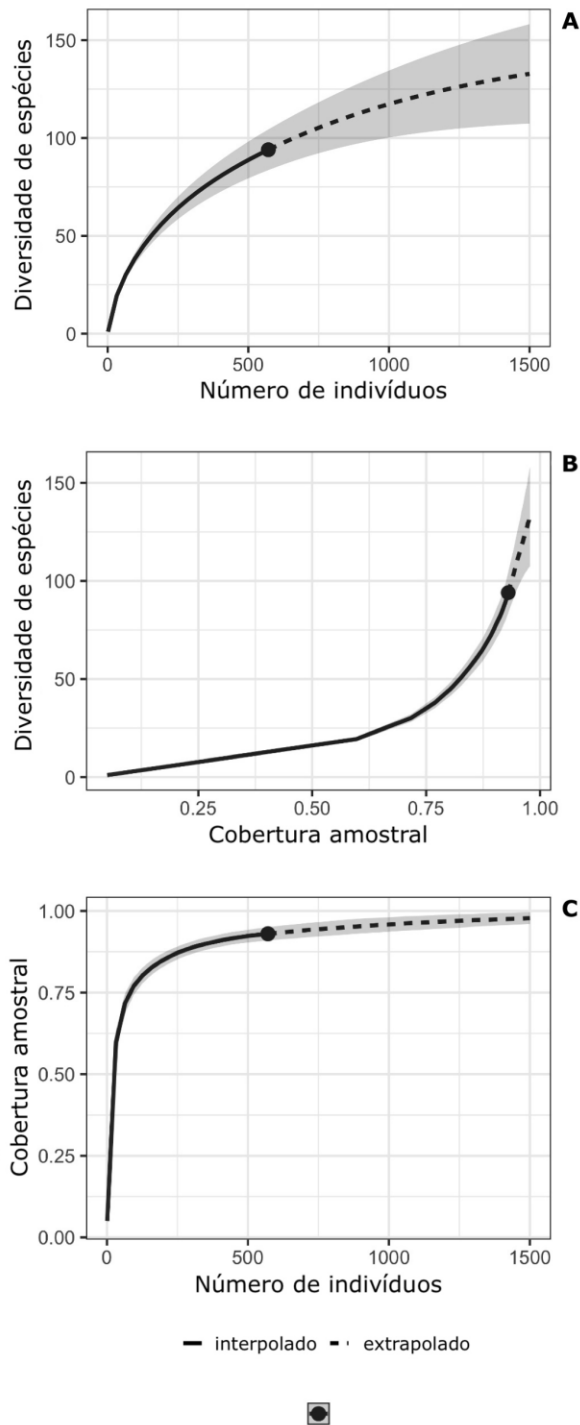 A
Diversidade de espécies
150
100
50
0
0 500 1000 1500
Número de indivíduos
B
Diversidade de espécies
150
100
50
0
0.25 0.50 0.75 1.00
Cobertura amostral
C
Cobertura amostral
1.00
0.75
0.50
0.25
0.00
0 500 1000 1500
Número de indivíduos
interpolado extrapolado